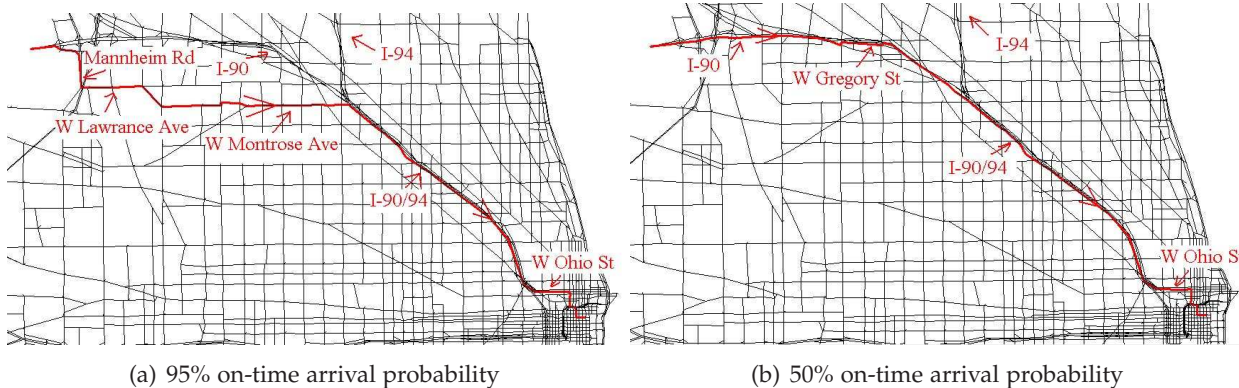 Mannheim Rd
I-90
I-94
W Lawrance Ave
W Montrose Ave
I-90/94
W Ohio St
(a) 95% on-time arrival probability
I-94
I-90
W Gregory St
I-90/94
W Ohio S
(b) 50% on-time arrival probability